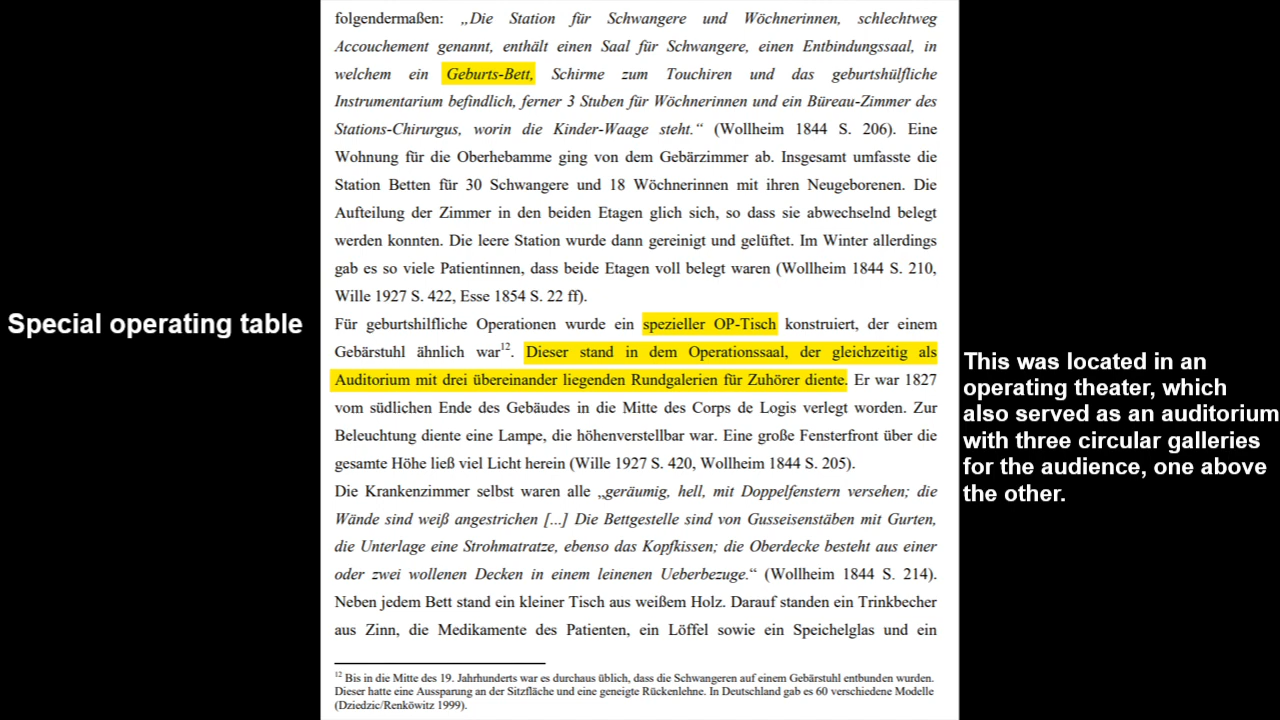 folgendermaßen: „Die Station für Schwangere und Wöchnerinnen, schlechtweg
Accouchement genannt, enthält einen Saal für Schwangere, einen Entbindungssaal, in
welchem ein Geburts-Bett, Schirme zum Touchiren und das geburtshülfliche
Instrumentarium befindlich, ferner 3 Stuben für Wöchnerinnen und ein Büreau-Zimmer des
Stations-Chirurgus, worin die Kinder-Waage steht.“ (Wollheim 1844 S. 206). Eine
Wohnung für die Oberhebamme ging von dem Gebärzimmer ab. Insgesamt umfasste die
Station Betten für 30 Schwangere und 18 Wöchnerinnen mit ihren Neugeborenen. Die
Aufteilung der Zimmer in den beiden Etagen glich sich, so dass sie abwechselnd belegt
werden konnten. Die leere Station wurde dann gereinigt und gelüftet. Im Winter allerdings
gab es so viele Patientinnen, dass beide Etagen voll belegt waren (Wollheim 1844 S. 210,
Wille 1927 S. 422, Esse 1854 S. 22 ff).
Für geburtshilfliche Operationen wurde ein spezieller OP-Tisch konstruiert, der einem
Gebärstuhl ähnlich war12. Dieser stand in dem Operationssaal, der gleichzeitig als
Auditorium mit drei übereinander liegenden Rundgalerien für Zuhörer diente. Er war 1827
vom südlichen Ende des Gebäudes in die Mitte des Corps de Logis verlegt worden. Zur
Beleuchtung diente eine Lampe, die höhenverstellbar war. Eine große Fensterfront über die
gesamte Höhe ließ viel Licht herein (Wille 1927 S. 420, Wollheim 1844 S. 205).
Die Krankenzimmer selbst waren alle „geräumig, hell, mit Doppelfenstern versehen; die
Wände sind weiß angestrichen [...] Die Bettgestelle sind von Gusseisenstäben mit Gurten,
die Unterlage eine Strohmatratze, ebenso das Kopfkissen; die Oberdecke besteht aus einer
oder zwei wollenen Decken in einem leinenen Ueberbezuge.“ (Wollheim 1844 S. 214).
Neben jedem Bett stand ein kleiner Tisch aus weißem Holz. Darauf standen ein Trinkbecher
aus Zinn, die Medikamente des Patienten, ein Löffel sowie ein Speichelglas und ein
12 Bis in die Mitte des 19. Jahrhunderts war es durchaus üblich, dass die Schwangeren auf einem Gebärstuhl entbunden wurden.
Dieser hatte eine Aussparung an der Sitzfläche und eine geneigte Rückenlehne. In Deutschland gab es 60 verschiedene Modelle
(Dziedzic/Renköwitz 1999).
Special operating table
This was located in an
operating theater, which
also served as an auditorium
with three circular galleries
for the audience, one above
the other.